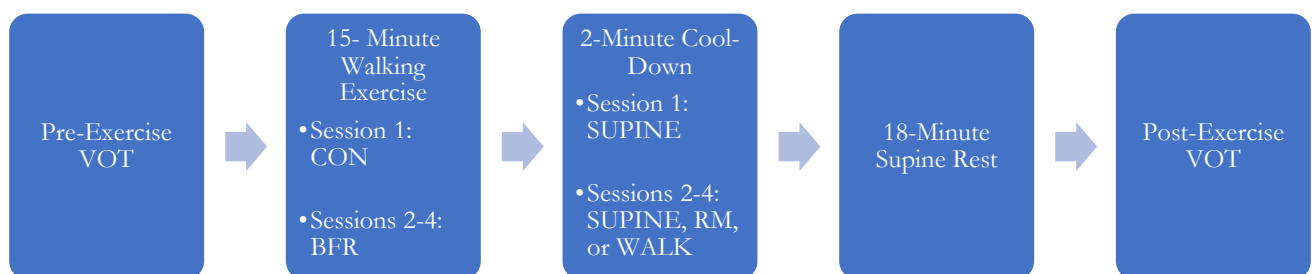 Pre-Exercise
VOT
15- Minute
Walking
Exercise
•Session 1:
CON
•Sessions 2-4:
BFR
2-Minute Cool-
Down
•Session 1:
SUPINE
•Sessions 2-4:
SUPINE, RM,
or WALK
18-Minute
Supine Rest
Post-Exercise
VOT